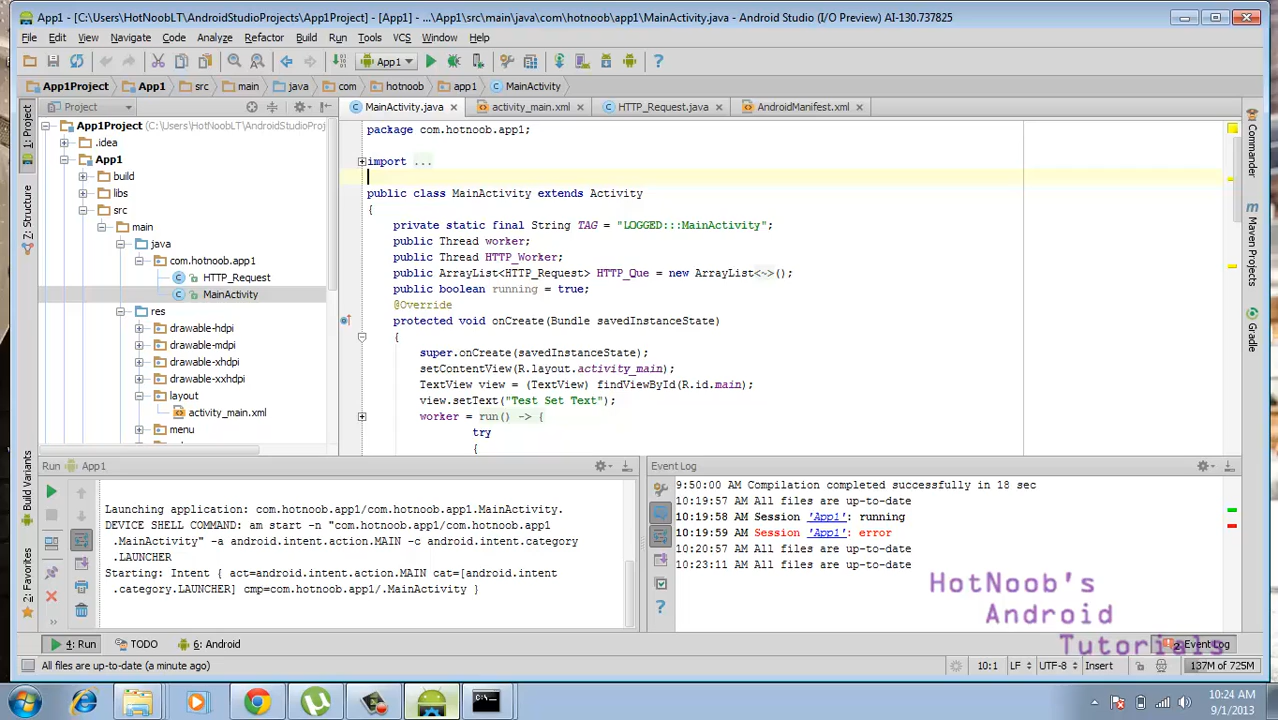 App1 - [C:\Users\HotNoobLT\AndroidStudioProjects\App1Project] - [App1] - ...\App1\src\main\java\com\hotnoob\app1\MainActivity.java - Android Studio (I/O Preview) AI-130.737825
File Edit View Navigate Code Analyze Refactor Build Run Tools VCS Window Help
App1
App1Project App1 src main java com hotnoob app1 MainActivity
Project
MainActivity.java activity_main.xml HTTP_Request.java AndroidManifest.xml
1: Project
2: Structure
Build Variants
2: Favorites
App1Project (C:\Users\HotNoobLT\AndroidStudioProj
.idea
App1
build
libs
src
main
java
com.hotnoob.app1
HTTP_Request
MainActivity
res
drawable-hdpi
drawable-mdpi
drawable-xhdpi
drawable-xxhdpi
layout
activity_main.xml
menu
package com.hotnoob.app1;
import ...
public class MainActivity extends Activity
{
private static final String TAG = "LOGGED:::MainActivity";
public Thread worker;
public Thread HTTP_Worker;
public ArrayList<HTTP_Request> HTTP_Que = new ArrayList<~>();
public boolean running = true;
@Override
protected void onCreate(Bundle savedInstanceState)
{
super.onCreate(savedInstanceState);
setContentView(R.layout.activity_main);
TextView view = (TextView) findViewById(R.id.main);
view.setText("Test Set Text");
worker = run() -> {
try
{
Commander
Maven Projects
Gradle
Run App1
Launching application: com.hotnoob.app1/com.hotnoob.app1.MainActivity.
DEVICE SHELL COMMAND: am start -n "com.hotnoob.app1/com.hotnoob.app1
.MainActivity" -a android.intent.action.MAIN -c android.intent.category
.LAUNCHER
Starting: Intent { act=android.intent.action.MAIN cat=[android.intent
.category.LAUNCHER] cmp=com.hotnoob.app1/.MainActivity }
Event Log
9:50:00 AM Compilation completed successfully in 18 sec
10:19:57 AM All files are up-to-date
10:19:58 AM Session 'App1': running
10:19:59 AM Session 'App1': error
10:20:57 AM All files are up-to-date
10:23:11 AM All files are up-to-date
HotNoob's
Android
Tutorials
4: Run TODO 6: Android Event Log
All files are up-to-date (a minute ago) 10:1 LF UTF-8 Insert 137M of 725M
10:24 AM
9/1/2013